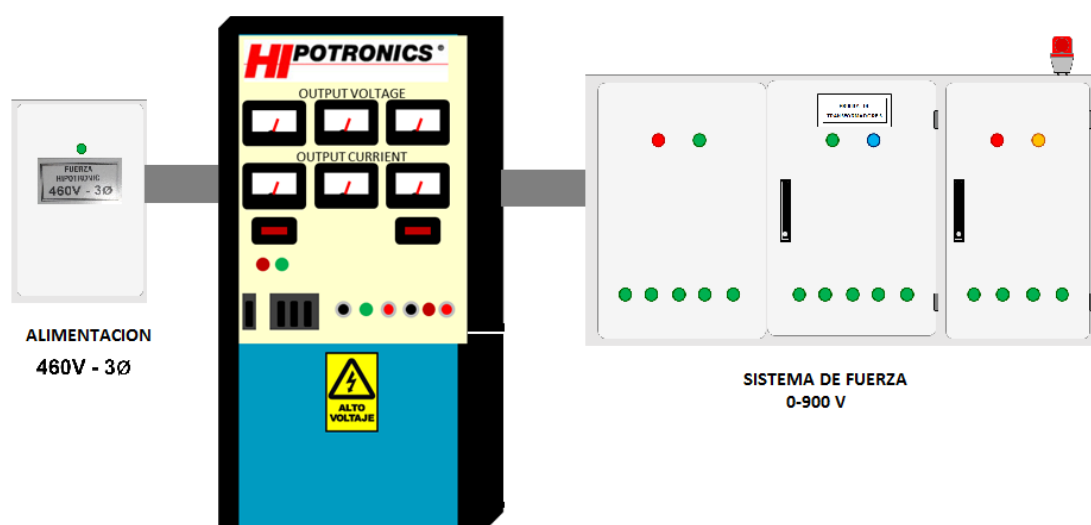 HIPOTRONICS®
OUTPUT VOLTAGE
OUTPUT CURRIENT
FUERZA
HIPOTRONIC
460V - 3Ø
ALIMENTACION
460V - 3Ø
ALTO
VOLTAJE
TRANSFORMADORES
SISTEMA DE FUERZA
0-900 V